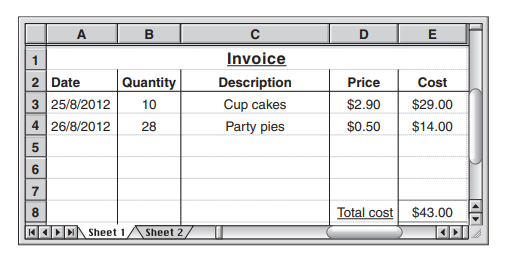 A B C D E
1 Invoice
2 Date Quantity Description Price Cost
3 25/8/2012 10 Cup cakes $2.90 $29.00
4 26/8/2012 28 Party pies $0.50 $14.00
5
6
7
8 Total cost $43.00
Sheet 1 Sheet 2